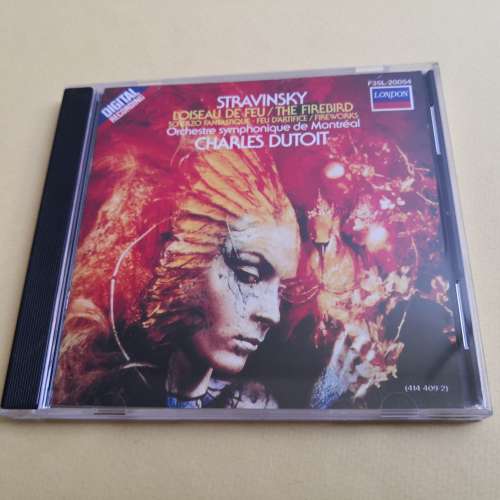 DIGITAL
RECORDING
F35L-20054
LONDON
STRAVINSKY
L'OISEAU DE FEU / THE FIREBIRD
SCHERZO FANTASTIQUE · FEU D'ARTIFICE / FIREWORKS
Orchestre symphonique de Montréal
CHARLES DUTOIT
(414 409-2)